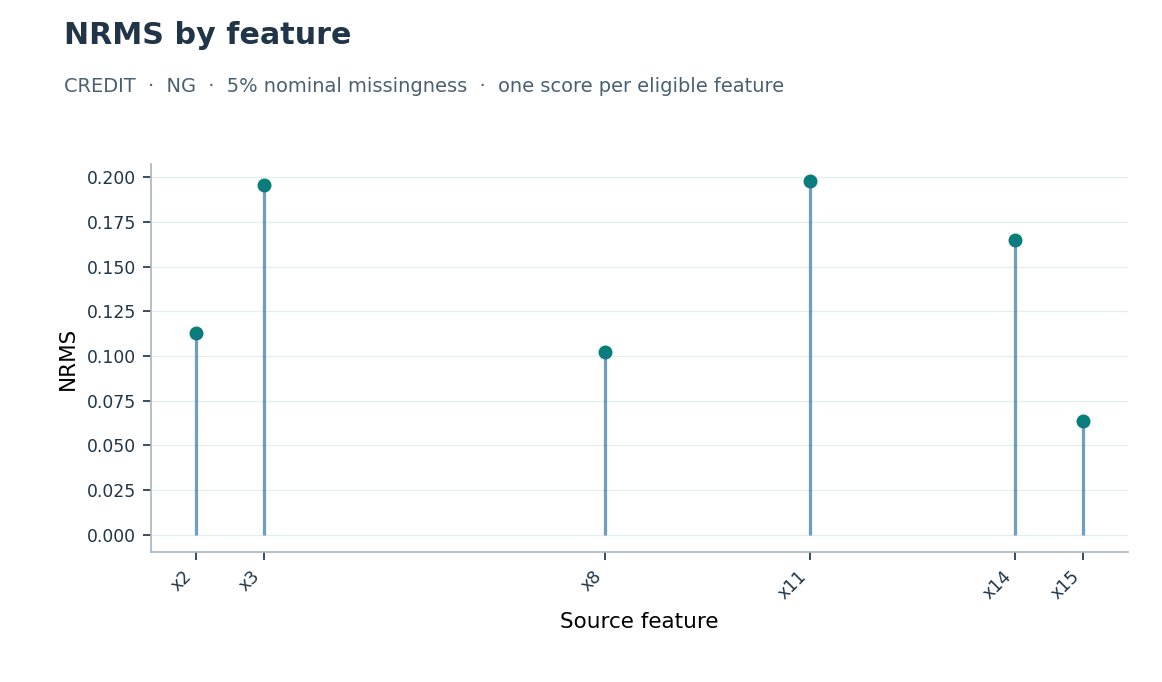 NRMS by feature
CREDIT · NG · 5% nominal missingness · one score per eligible feature
0.200
0.175
0.150
0.125
0.100
0.075
0.050
0.025
0.000
NRMS
x2 x3 x8 x11 x14 x15
Source feature